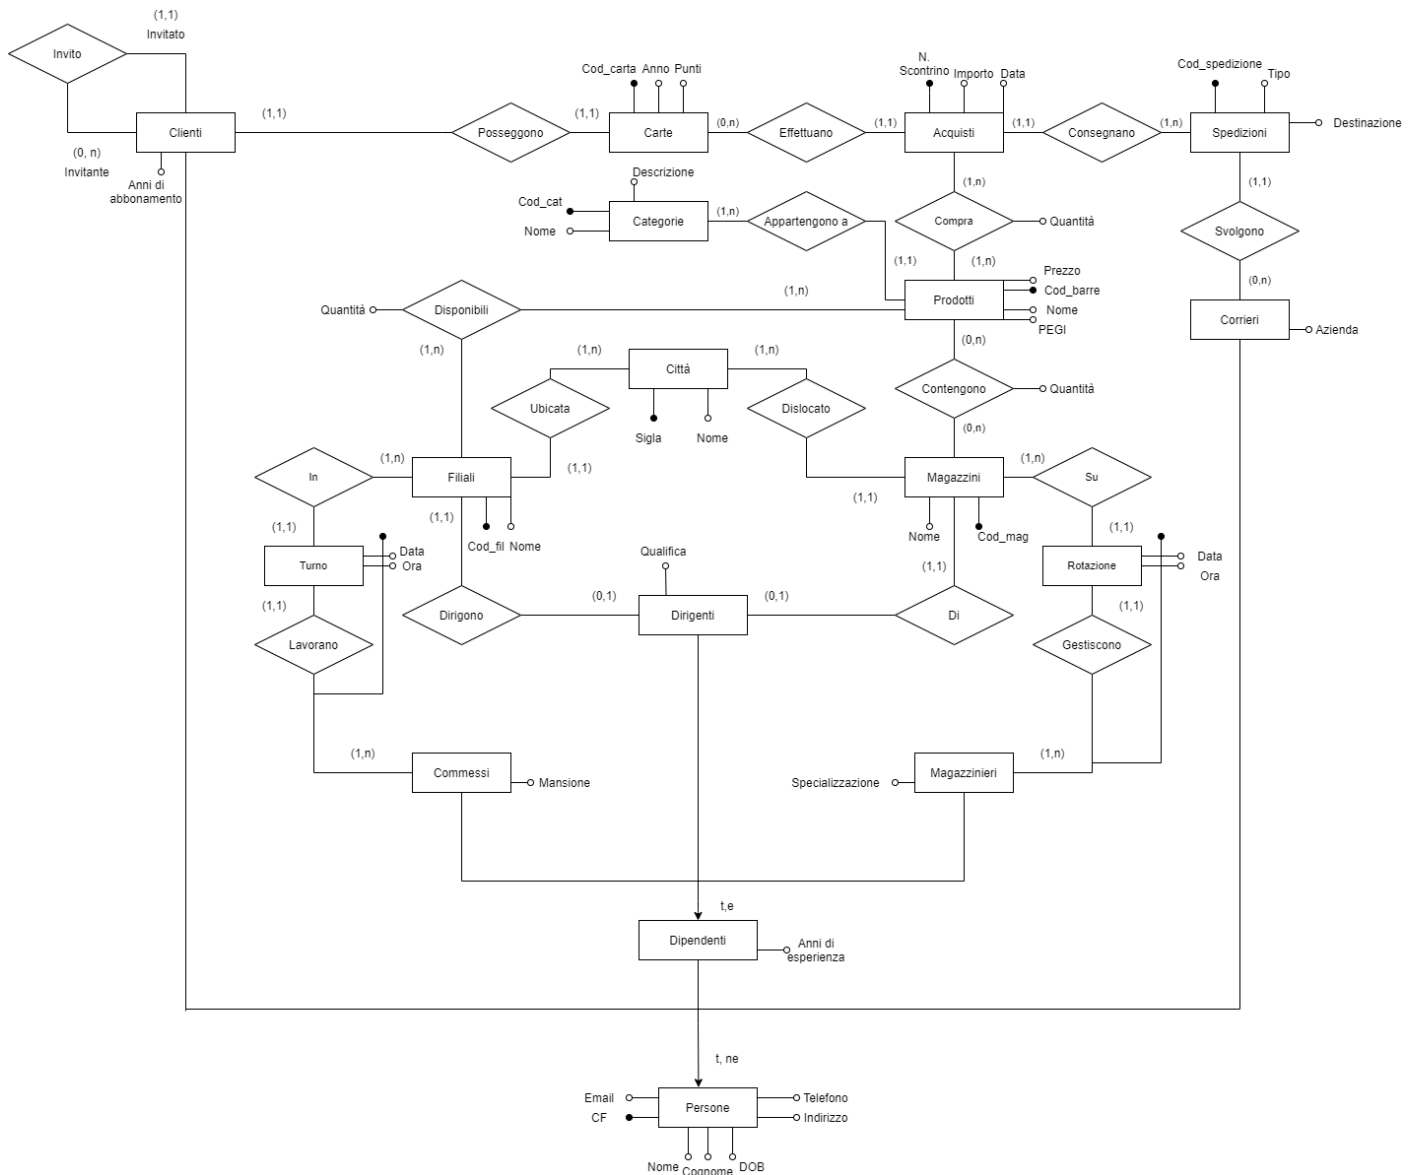 (1,1)
Invitato
Invito
N.
Scontrino
Cod_carta
Anno
Punti
Importo
Data
Cod_spedizione
Tipo
(1,1)
(1,1)
(0,n)
(1,1)
(1,1)
(1,n)
Clienti
Posseggono
Carte
Effettuano
Acquisti
Consegnano
Spedizioni
Destinazione
(0, n)
Invitante
Anni di
abbonamento
Descrizione
(1,n)
(1,1)
Cod_cat
Nome
Categorie
(1,n)
Appartengono a
Compra
Quantità
Svolgono
(1,1)
(1,n)
(0,n)
Prezzo
Cod_barre
Nome
PEGI
Prodotti
(1,n)
Quantità
Disponibili
Corrieri
Azienda
(1,n)
(1,n)
Città
(1,n)
(0,n)
Ubicata
Dislocato
Contengono
Quantità
Sigla
Nome
(0,n)
(1,n)
(1,1)
(1,n)
In
Filiali
Magazzini
Su
(1,1)
(1,1)
(1,1)
(1,1)
Cod_fil
Nome
Nome
Cod_mag
Turno
Data
Ora
Qualifica
(1,1)
Rotazione
Data
Ora
(1,1)
(0,1)
(0,1)
(1,1)
Dirigono
Dirigenti
Di
Lavorano
Gestiscono
(1,n)
(1,n)
Commessi
Mansione
Specializzazione
Magazzinieri
t,e
Dipendenti
Anni di
esperienza
t, ne
Email
CF
Persone
Telefono
Indirizzo
Nome
Cognome
DOB